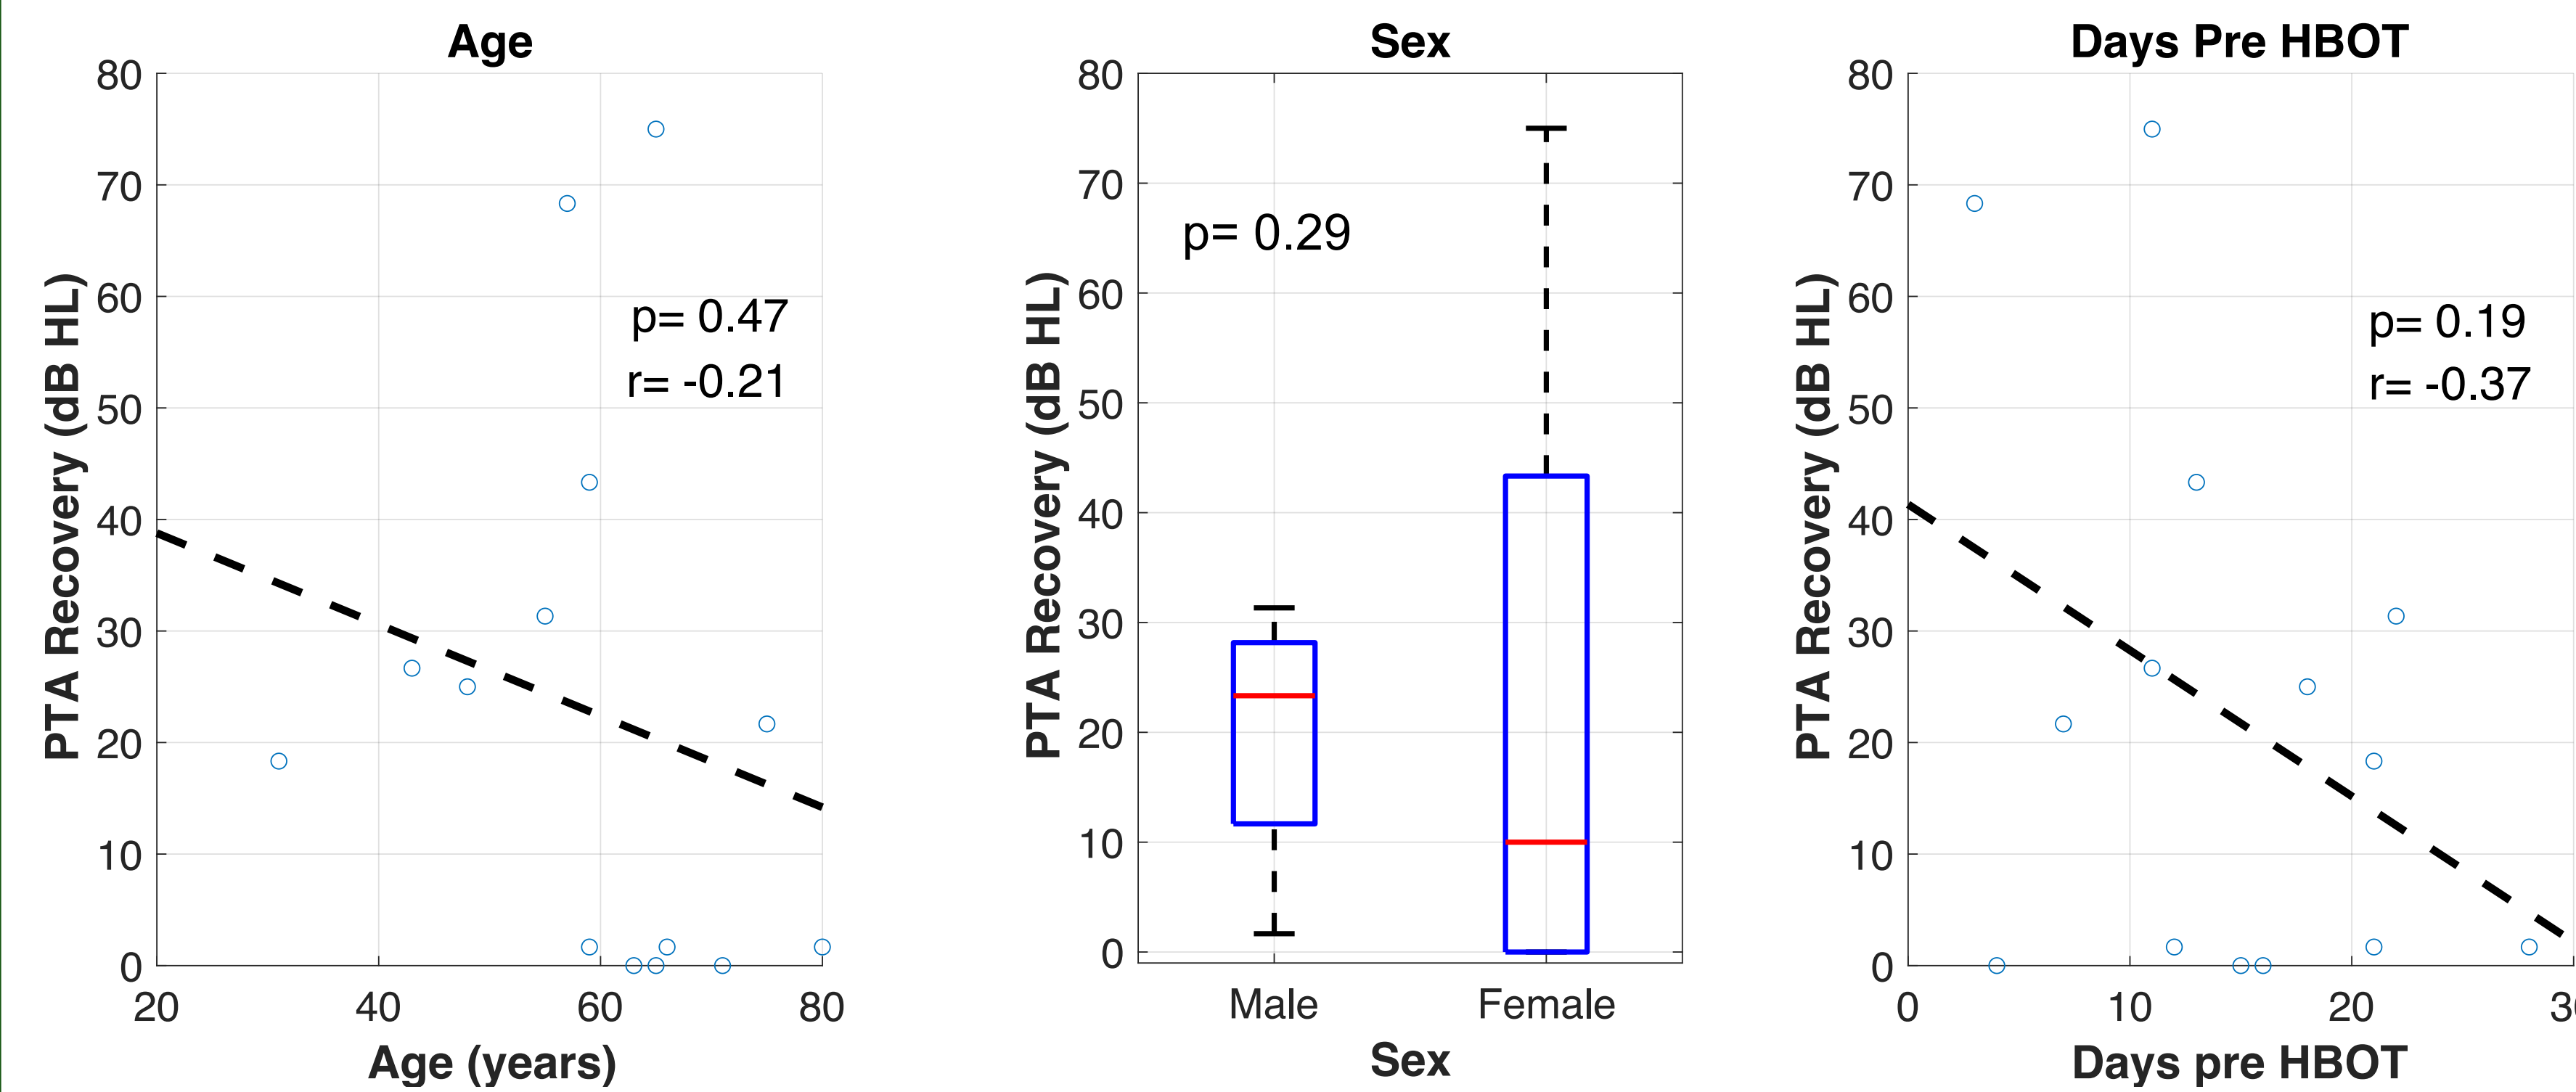 Age
80
70
60
50
40
30
20
10
0
PTA Recovery (dB HL)
p= 0.47
r= -0.21
20 40 60 80
Age (years)
Sex
80
70
60
50
40
30
20
10
0
PTA Recovery (dB HL)
p= 0.29
Male Female
Sex
Days Pre HBOT
80
70
60
50
40
30
20
10
0
PTA Recovery (dB HL)
p= 0.19
r= -0.37
0 10 20
Days pre HBOT